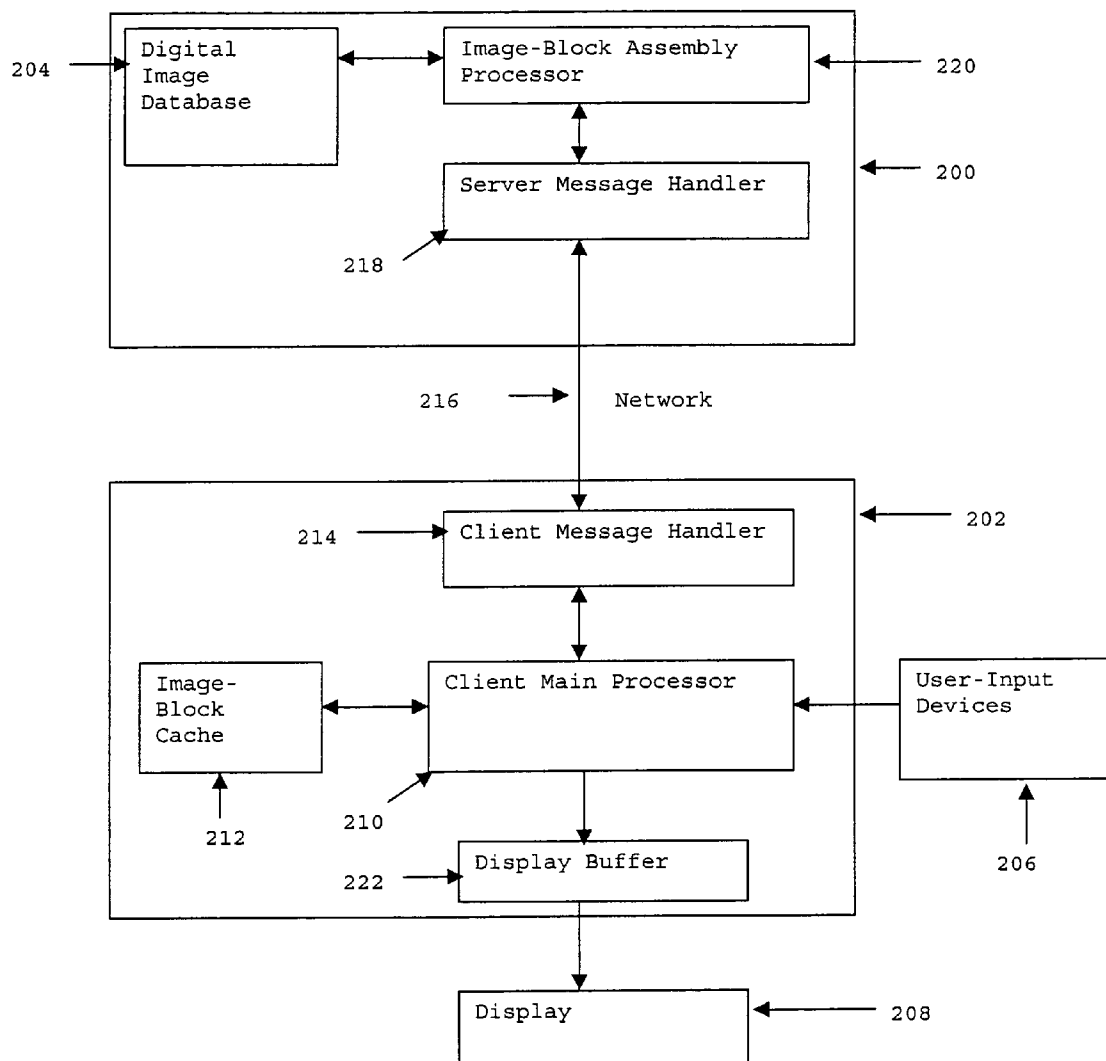 Digital
Image
Database
204
Image-Block Assembly
Processor
220
200
Server Message Handler
218
216
Network
202
214
Client Message Handler
Image-
Block
Cache
Client Main Processor
User-Input
Devices
212
210
206
222
Display Buffer
Display
208